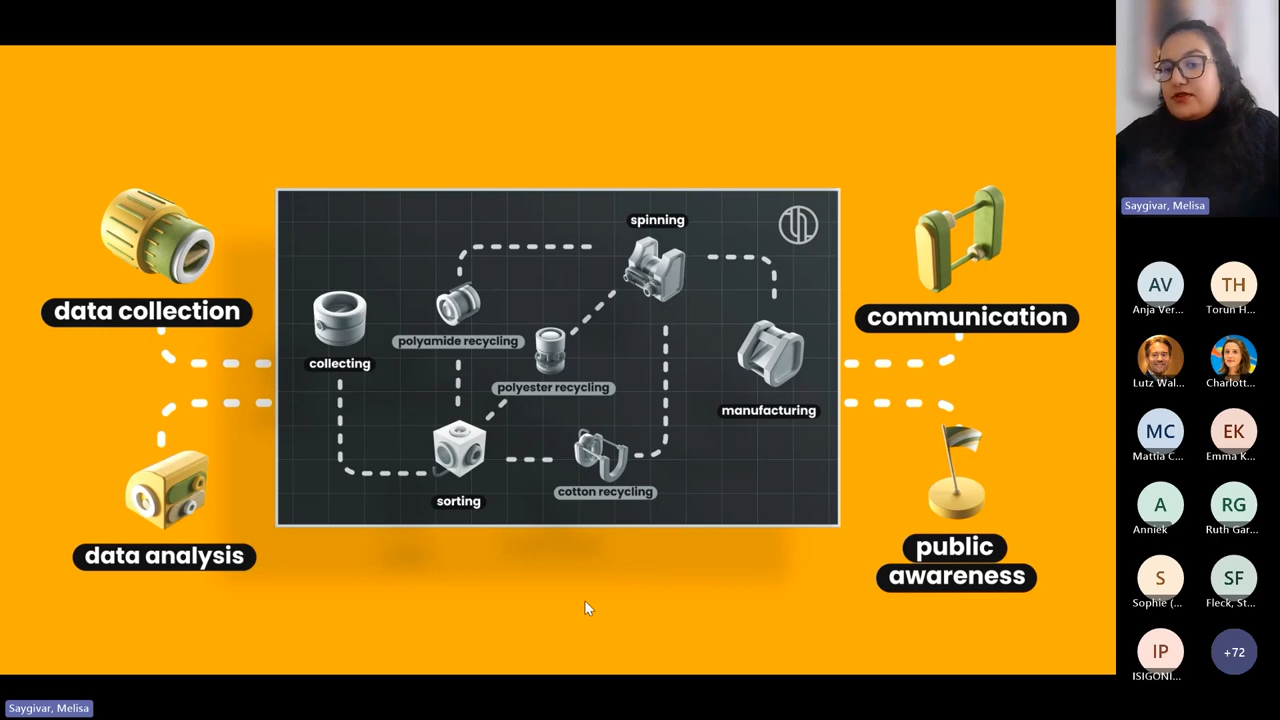 data collection
data analysis
spinning
polyamide recycling
collecting
polyester recycling
manufacturing
sorting
cotton recycling
communication
public
awareness
Saygivar, Melisa
AV
TH
Anja Ver...
Torun H...
Lutz Wal...
Charlott...
MC
EK
Mattia C...
Emma K...
A
RG
Anniek
Ruth Gar...
S
SF
Sophie (...
Fleck, St...
IP
+72
ISIGONI...
Saygivar, Melisa